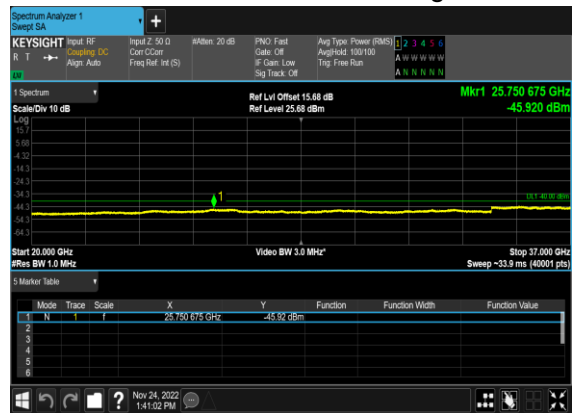 Spectrum Analyzer 1
Swept SA
+
KEYSIGHT Input: RF Input Z: 50 Ω #Atten: 20 dB PNO: Fast Avg Type: Power (RMS) 1 2 3 4 5 6
R T Coupling: DC Corr CCorr Gate: Off Avg|Hold: 100/100 A W W W W W
Align: Auto Freq Ref: Int (S) IF Gain: Low Trig: Free Run
Sig Track: Off A N N N N N
1 Spectrum Ref Lvl Offset 15.68 dB Mkr1 25.750 675 GHz
Scale/Div 10 dB Ref Level 25.68 dBm -45.920 dBm
Log
15.7
5.68
-4.32
-14.3
-24.3
-34.3
1
DL1 -40.00 dBm
-44.3
-54.3
-64.3
Start 20.000 GHz Video BW 3.0 MHz* Stop 37.000 GHz
#Res BW 1.0 MHz Sweep ~33.9 ms (40001 pts)
5 Marker Table
Mode Trace Scale X Y Function Function Width Function Value
1 N 1 f 25.750 675 GHz -45.92 dBm
2
3
4
5
6
? Nov 24, 2022
1:41:02 PM